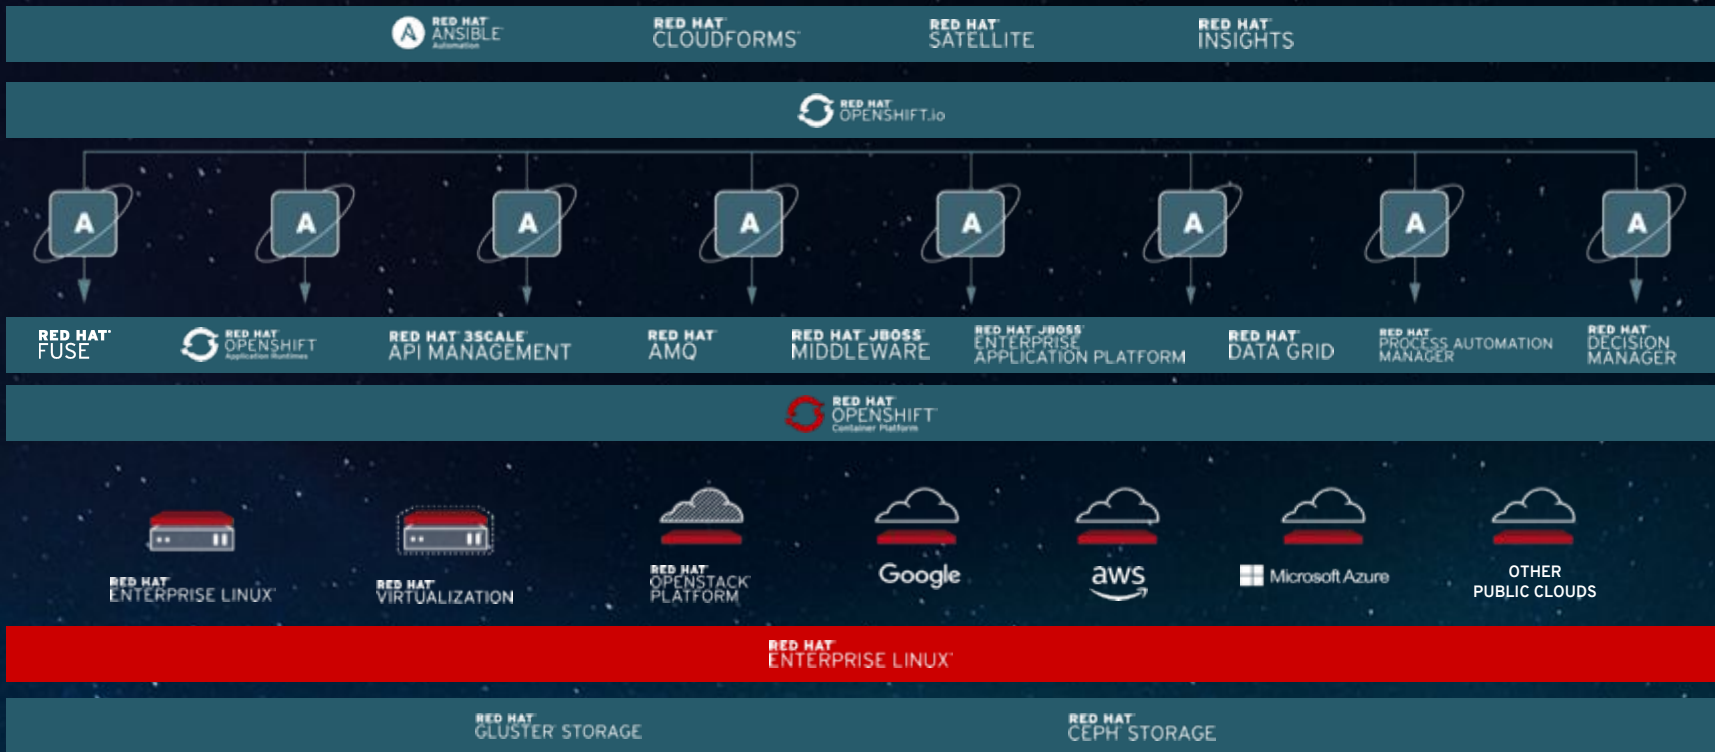 A RED HAT®
ANSIBLE®
Automation
RED HAT®
CLOUDFORMS™
RED HAT®
SATELLITE
RED HAT®
INSIGHTS
RED HAT®
OPENSHIFT.io
A A A A A A A A
RED HAT®
FUSE
RED HAT®
OPENSHIFT
Application Runtimes
RED HAT® 3SCALE®
API MANAGEMENT
RED HAT®
AMQ
RED HAT® JBOSS®
MIDDLEWARE
RED HAT® JBOSS®
ENTERPRISE
APPLICATION PLATFORM
RED HAT®
DATA GRID
RED HAT®
PROCESS AUTOMATION
MANAGER
RED HAT®
DECISION
MANAGER
RED HAT®
OPENSHIFT®
Container Platform
RED HAT®
ENTERPRISE LINUX®
RED HAT®
VIRTUALIZATION
RED HAT®
OPENSTACK®
PLATFORM
Google
aws
Microsoft Azure
OTHER
PUBLIC CLOUDS
RED HAT®
ENTERPRISE LINUX®
RED HAT®
GLUSTER® STORAGE
RED HAT®
CEPH® STORAGE